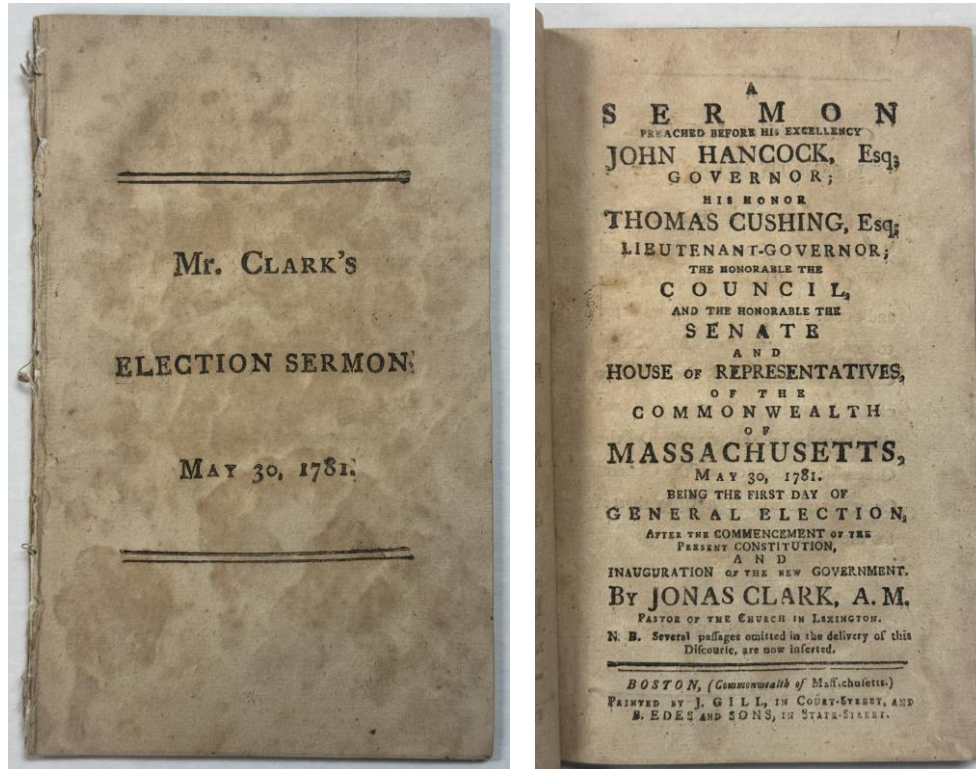 Mr. CLARK'S
ELECTION SERMON.
MAY 30, 1781.
A
SERMON
PREACHED BEFORE HIS EXCELLENCY
JOHN HANCOCK, Esq;
GOVERNOR;
HIS HONOR
THOMAS CUSHING, Esq;
LIEUTENANT-GOVERNOR;
THE HONORABLE THE
COUNCIL,
AND THE HONORABLE THE
SENATE
AND
HOUSE OF REPRESENTATIVES,
OF THE
COMMONWEALTH
OF
MASSACHUSETTS,
MAY 30, 1781.
BEING THE FIRST DAY OF
GENERAL ELECTION,
AFTER THE COMMENCEMENT OF THE
PRESENT CONSTITUTION,
AND
INAUGURATION OF THE NEW GOVERNMENT.
BY JONAS CLARK, A. M.
PASTOR OF THE CHURCH IN LEXINGTON.
N. B. Several paſſages omitted in the delivery of this
Diſcourſe, are now inſerted.
BOSTON, (Commonwealth of Maſſachuſetts.)
PRINTED BY J. GILL, IN COURT-STREET, AND
B. EDES AND SONS, IN STATE-STREET.